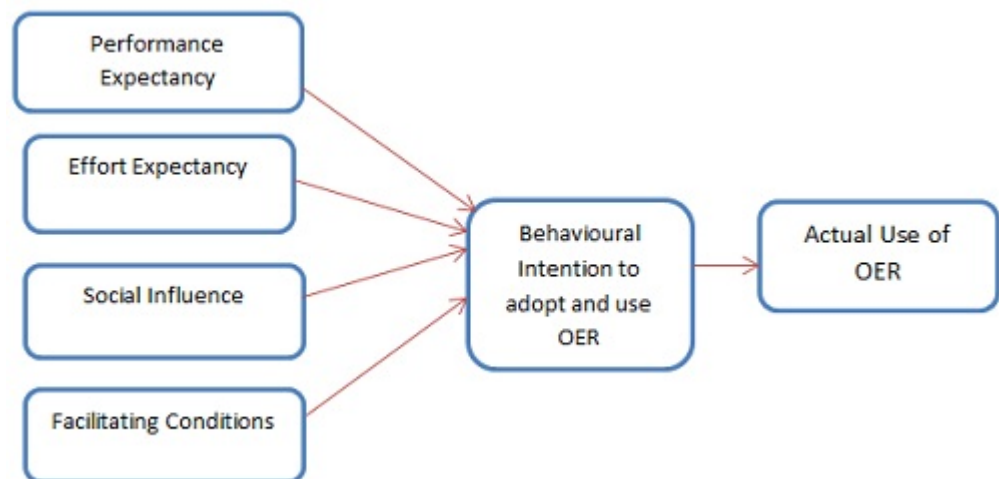 Performance
Expectancy
Effort Expectancy
Social Influence
Facilitating Conditions
Behavioural
Intention to
adopt and use
OER
Actual Use of
OER